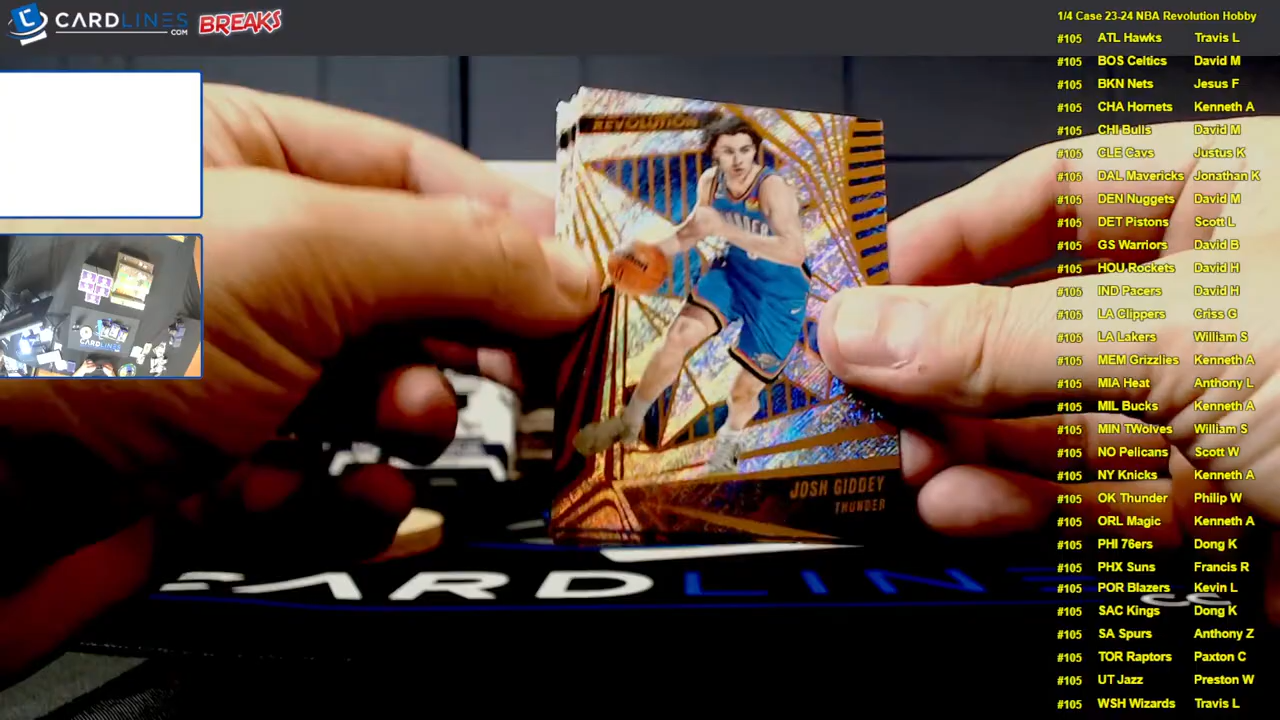 CARDLINES
.COM
BREAKS
1/4 Case 23-24 NBA Revolution Hobby
#105 ATL Hawks Travis L
#105 BOS Celtics David M
#105 BKN Nets Jesus F
#105 CHA Hornets Kenneth A
#105 CHI Bulls David M
#105 CLE Cavs Justus K
#105 DAL Mavericks Jonathan K
#105 DEN Nuggets David M
#105 DET Pistons Scott L
#105 GS Warriors David B
#105 HOU Rockets David H
#105 IND Pacers David H
#105 LA Clippers Criss G
#105 LA Lakers William S
#105 MEM Grizzlies Kenneth A
#105 MIA Heat Anthony L
#105 MIL Bucks Kenneth A
#105 MIN TWolves William S
#105 NO Pelicans Scott W
#105 NY Knicks Kenneth A
#105 OK Thunder Philip W
#105 ORL Magic Kenneth A
#105 PHI 76ers Dong K
#105 PHX Suns Francis R
#105 POR Blazers Kevin L
#105 SAC Kings Dong K
#105 SA Spurs Anthony Z
#105 TOR Raptors Paxton C
#105 UT Jazz Preston W
#105 WSH Wizards Travis L
REVOLUTION
JOSH GIDDEY
THUNDER
CARDLINES